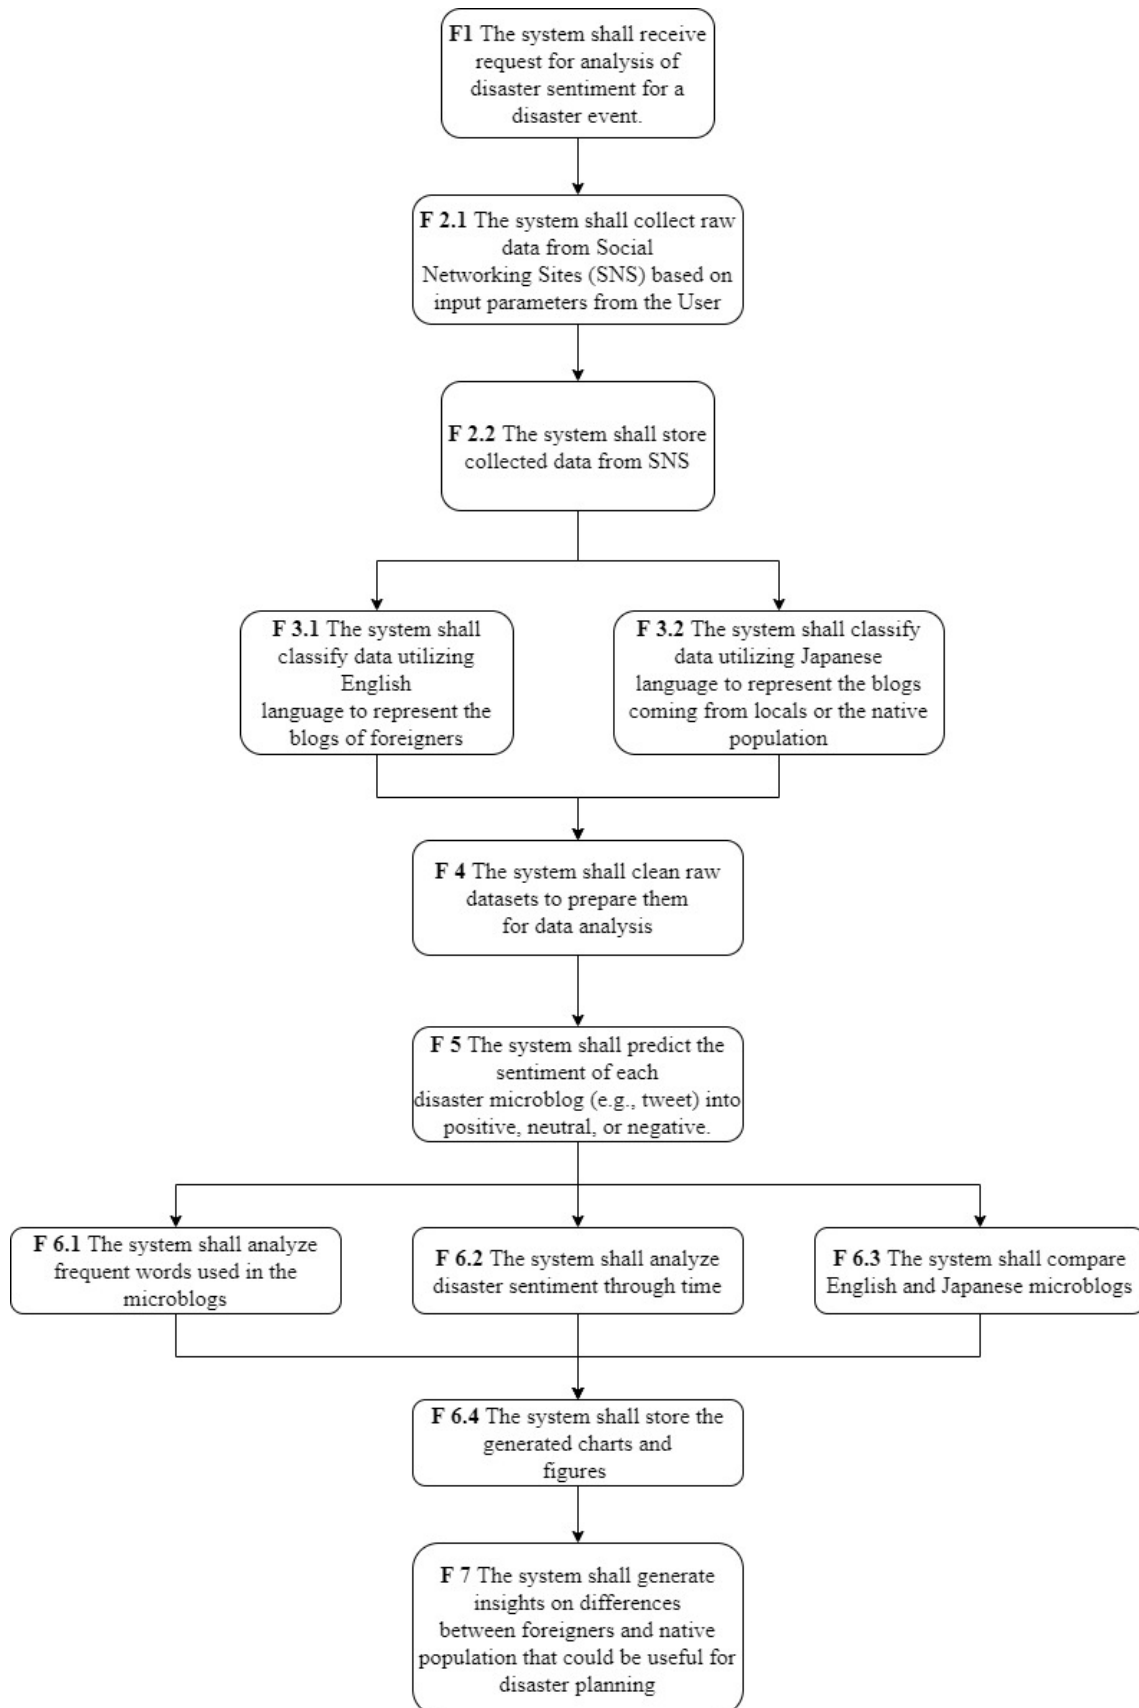 F1 The system shall receive
request for analysis of
disaster sentiment for a
disaster event.
F 2.1 The system shall collect raw
data from Social
Networking Sites (SNS) based on
input parameters from the User
F 2.2 The system shall store
collected data from SNS
F 3.1 The system shall
classify data utilizing
English
language to represent the
blogs of foreigners
F 3.2 The system shall classify
data utilizing Japanese
language to represent the blogs
coming from locals or the native
population
F 4 The system shall clean raw
datasets to prepare them
for data analysis
F 5 The system shall predict the
sentiment of each
disaster microblog (e.g., tweet) into
positive, neutral, or negative.
F 6.1 The system shall analyze
frequent words used in the
microblogs
F 6.2 The system shall analyze
disaster sentiment through time
F 6.3 The system shall compare
English and Japanese microblogs
F 6.4 The system shall store the
generated charts and
figures
F 7 The system shall generate
insights on differences
between foreigners and native
population that could be useful for
disaster planning